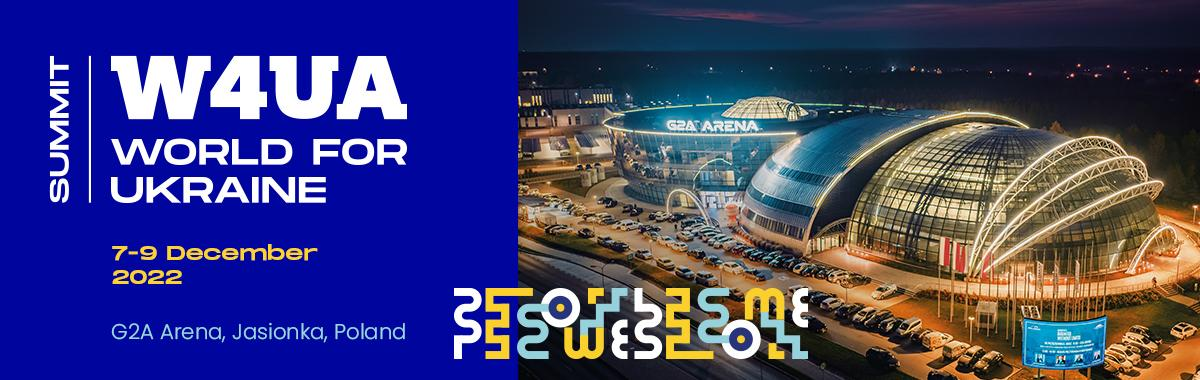 SUMMIT
W4UA
WORLD FOR
UKRAINE
7-9 December
2022
G2A Arena, Jasionka, Poland
G2A ARENA